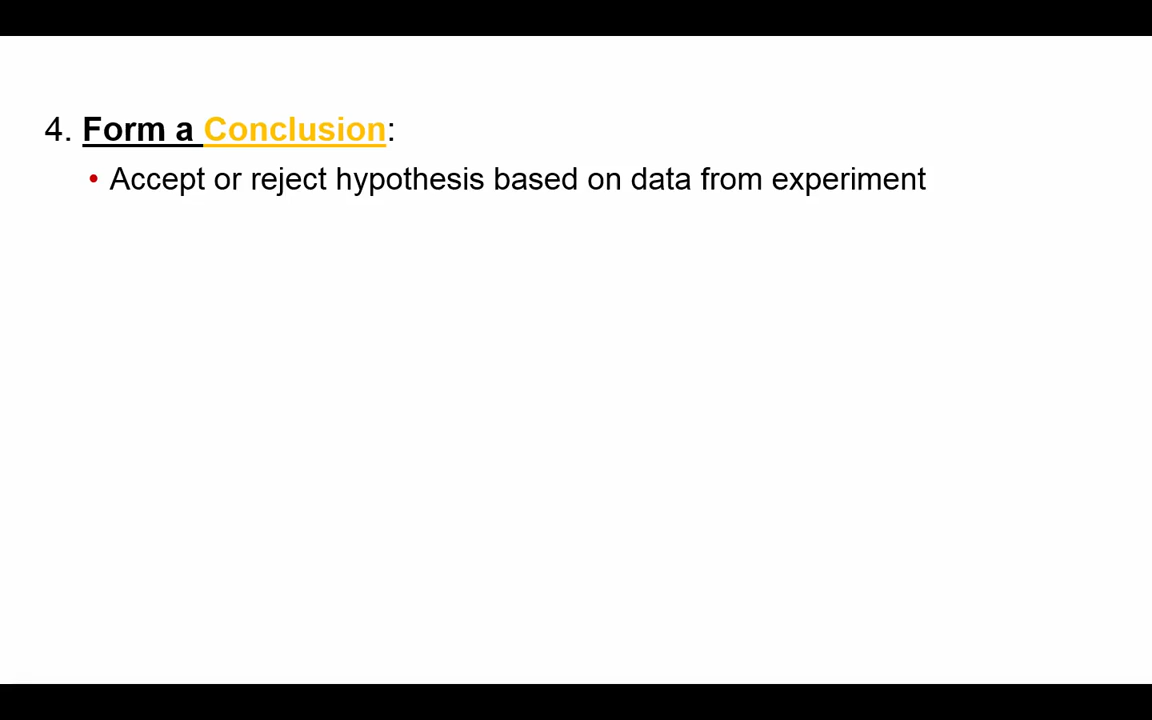 4. Form a Conclusion:
• Accept or reject hypothesis based on data from experiment